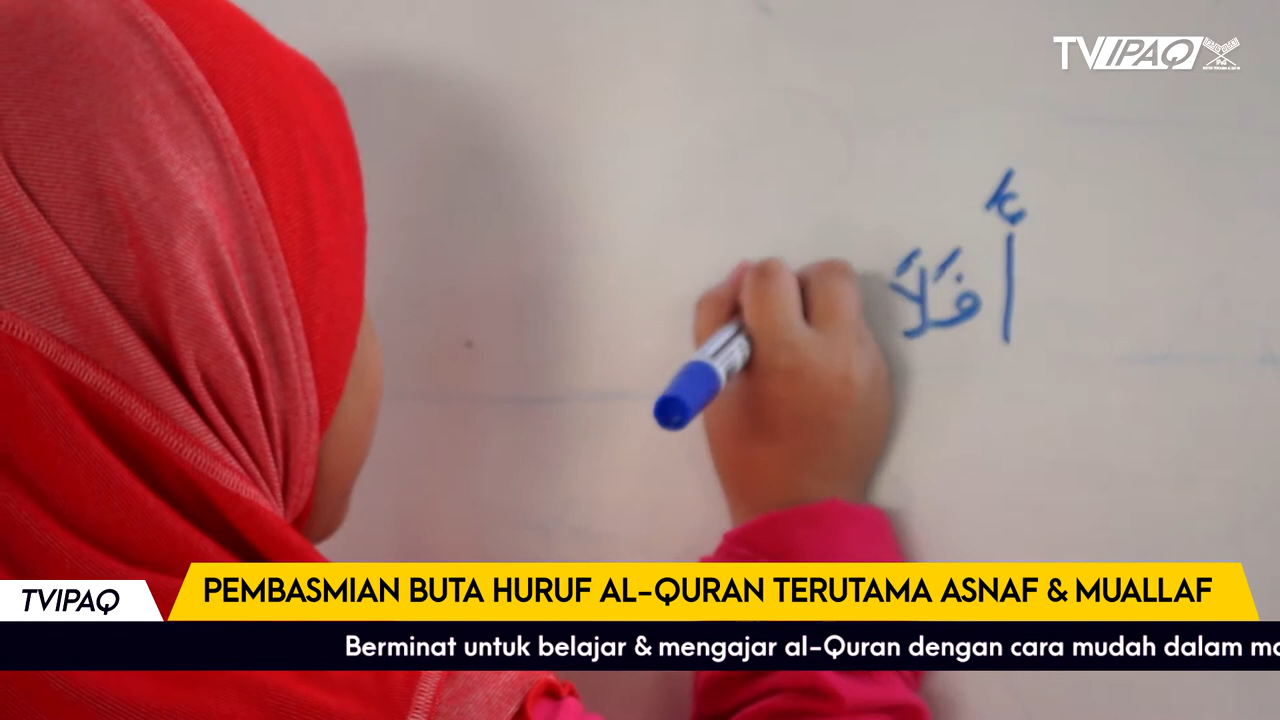 TVIPAQ
أَفَلَا
PEMBASMIAN BUTA HURUF AL-QURAN TERUTAMA ASNAF & MUALLAF
TVIPAQ
Berminat untuk belajar & mengajar al-Quran dengan cara mudah dalam